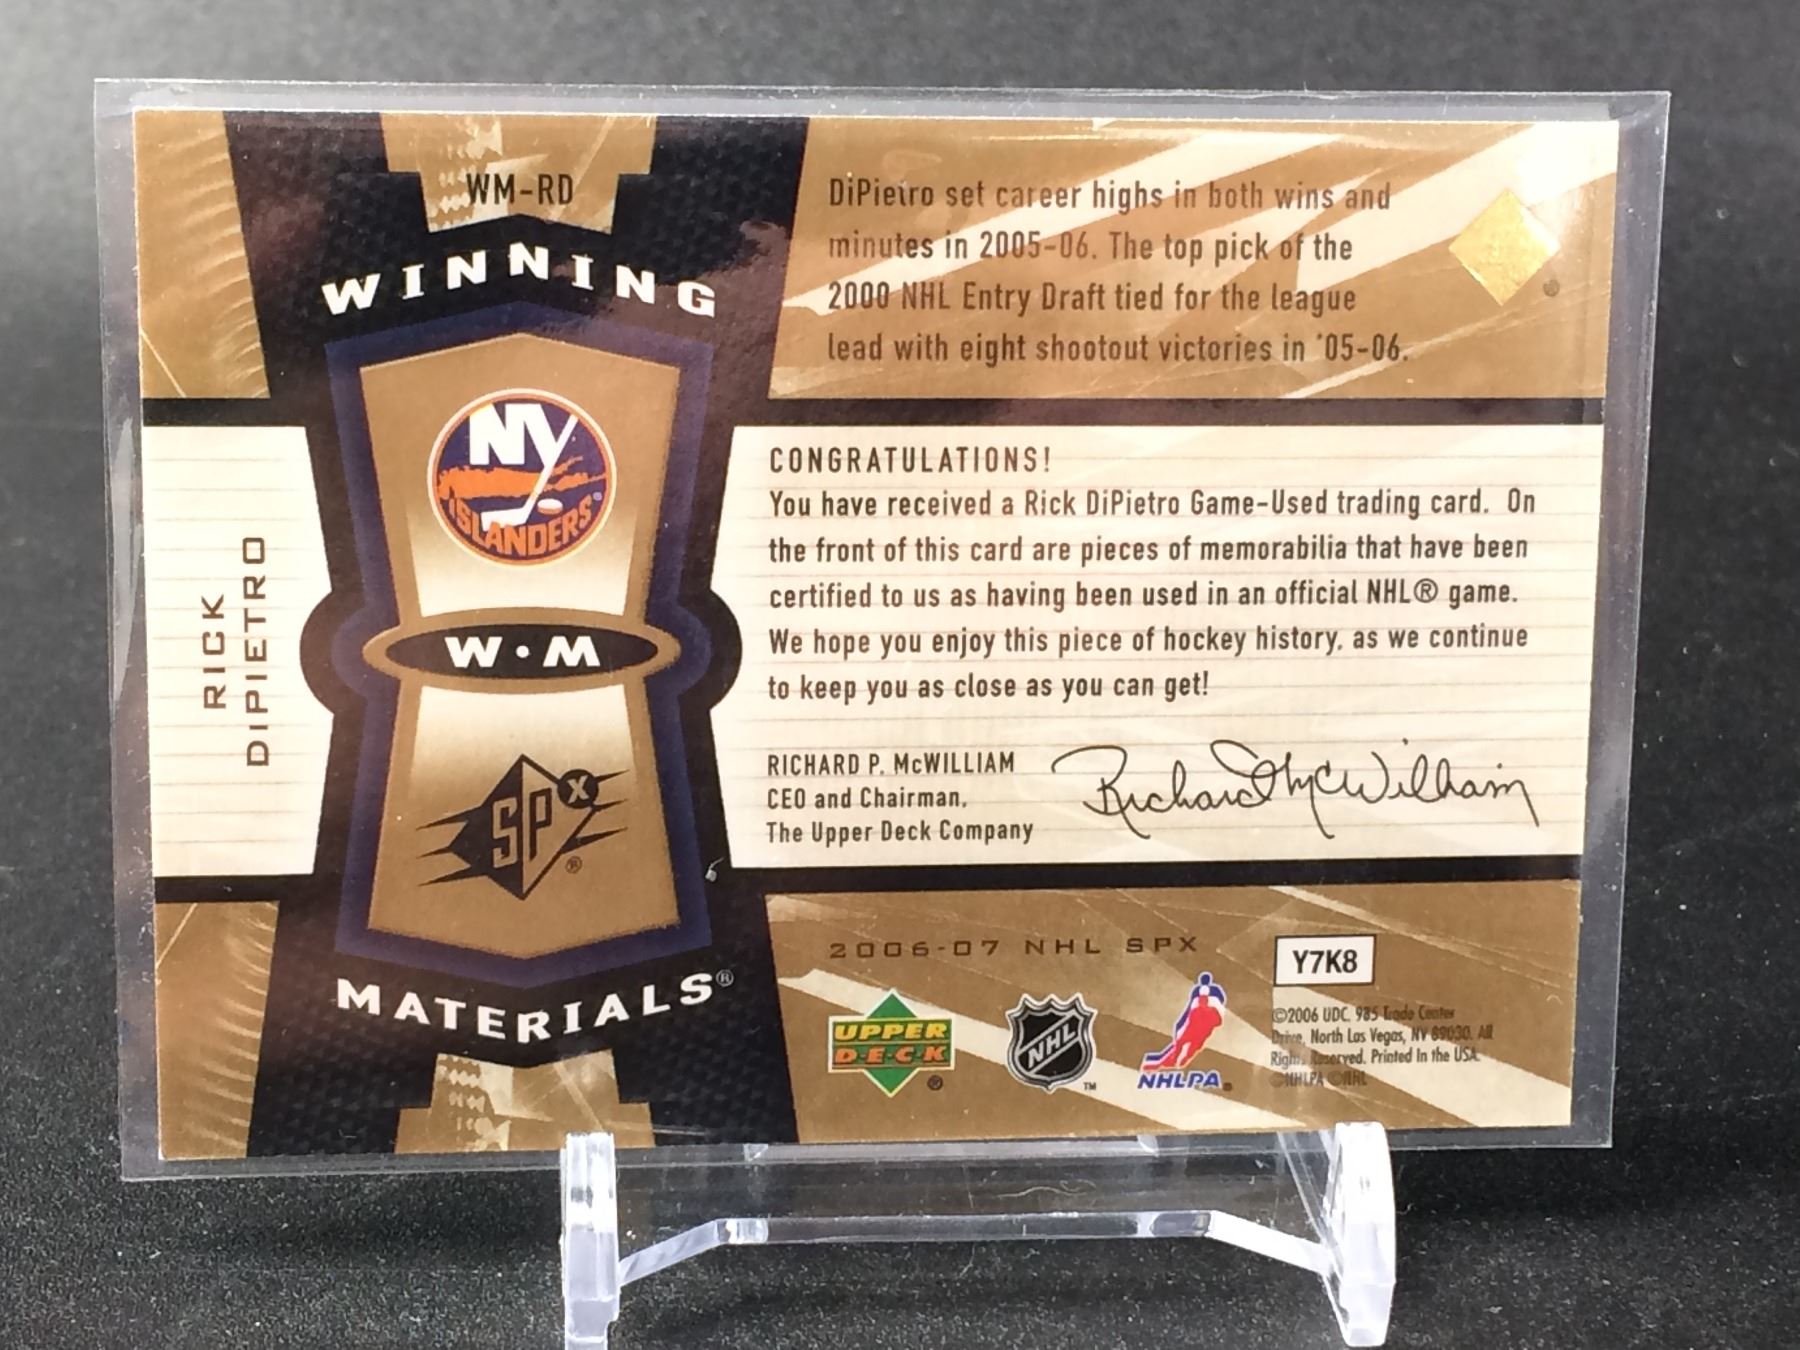 WM-RD
WINNING
NY
ISLANDERS®
RICK
DIPIETRO
W·M
SPx®
MATERIALS®
DiPietro set career highs in both wins and
minutes in 2005-06. The top pick of the
2000 NHL Entry Draft tied for the league
lead with eight shootout victories in '05-06.
®
CONGRATULATIONS!
You have received a Rick DiPietro Game-Used trading card. On
the front of this card are pieces of memorabilia that have been
certified to us as having been used in an official NHL® game.
We hope you enjoy this piece of hockey history, as we continue
to keep you as close as you can get!
RICHARD P. McWILLIAM
CEO and Chairman,
The Upper Deck Company
Richard McWilliam
2006-07 NHL SPX
Y7K8
UPPER
DECK
®
NHL
™
NHLPA®
©2006 UDC. 985 Trade Center
Drive, North Las Vegas, NV 89030. All
Rights Reserved. Printed in the USA.
©NHLPA ©NHL